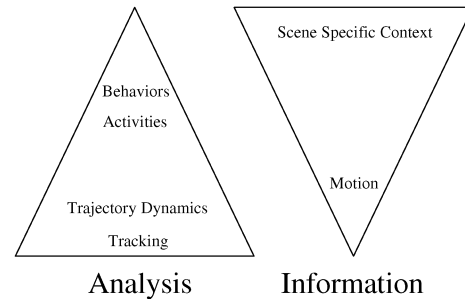 Behaviors
Activities
Trajectory Dynamics
Tracking
Analysis
Scene Specific Context
Motion
Information